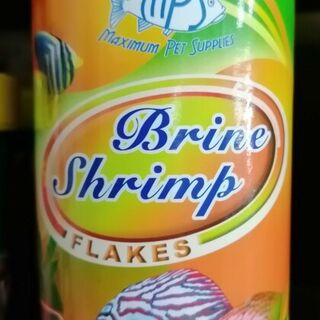 MPS
MAXIMUM PET SUPPLIES
Brine
Shrimp
FLAKES